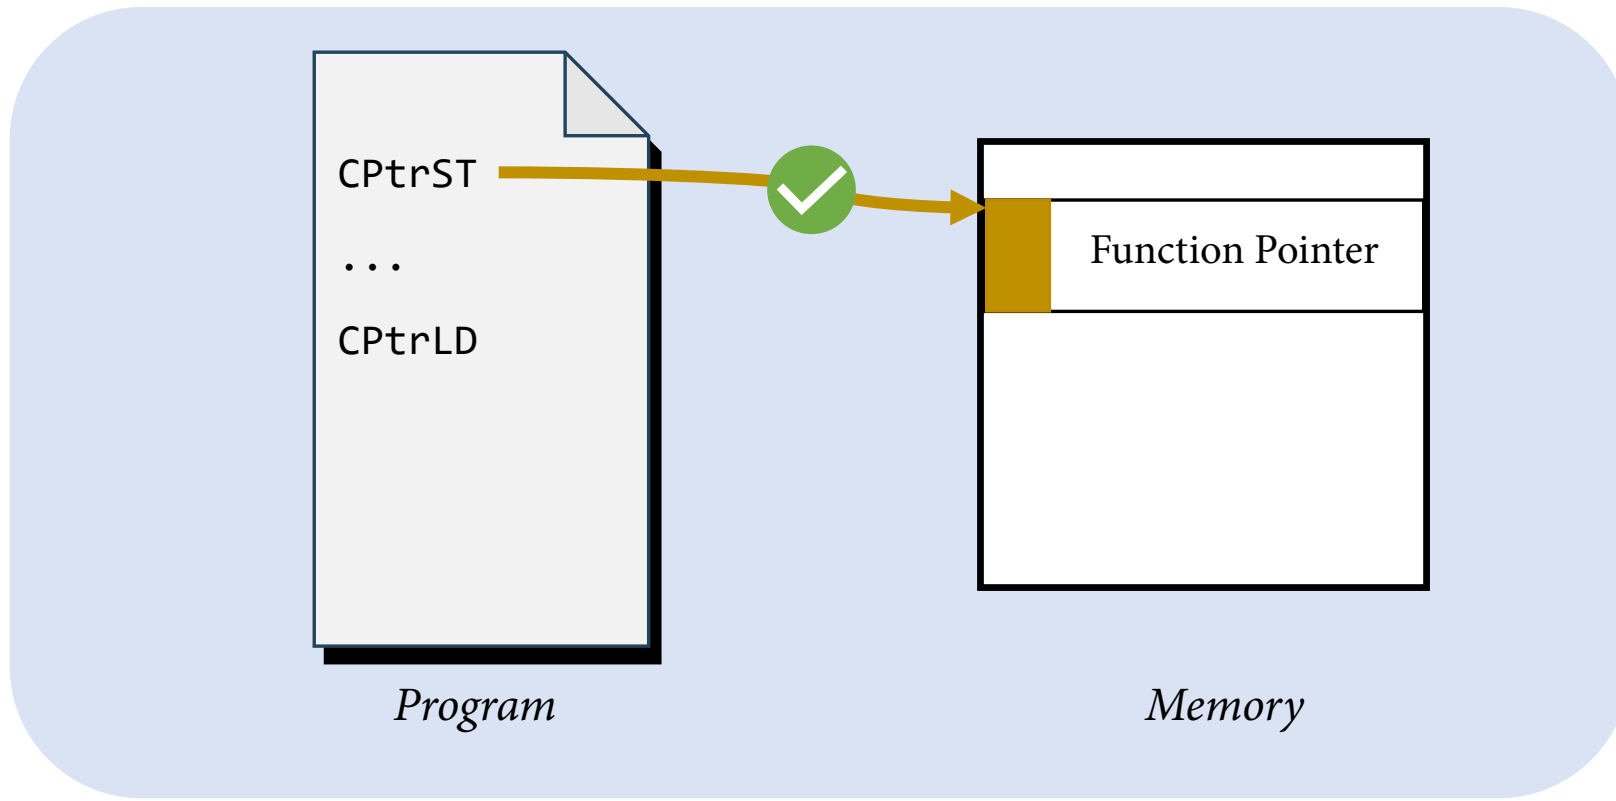 CPtrST
...
CPtrLD
Function Pointer
Program
Memory